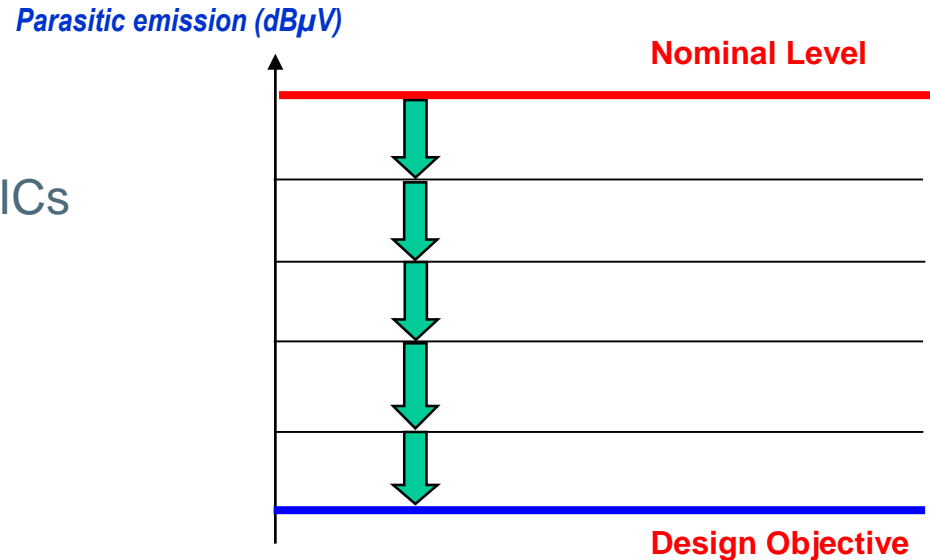 Parasitic emission (dBµV)
Nominal Level
ICs
Design Objective